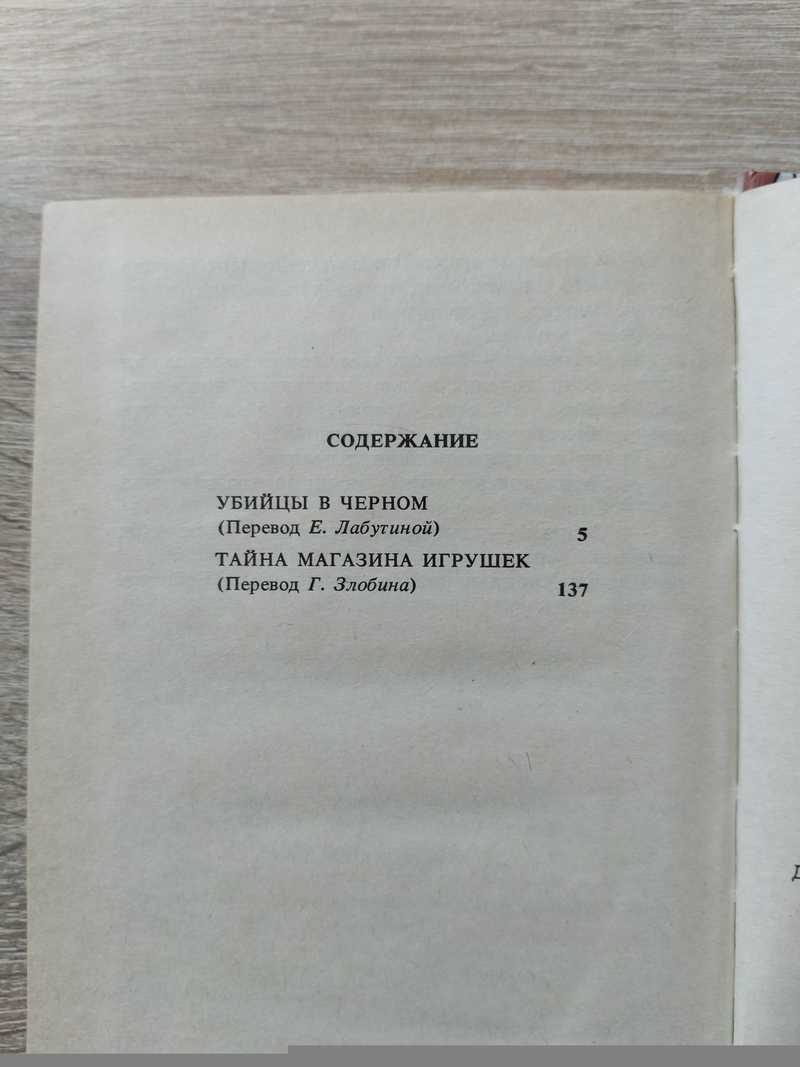 СОДЕРЖАНИЕ
УБИЙЦЫ В ЧЕРНОМ
(Перевод Е. Лабутиной) 5
ТАЙНА МАГАЗИНА ИГРУШЕК
(Перевод Г. Злобина) 137